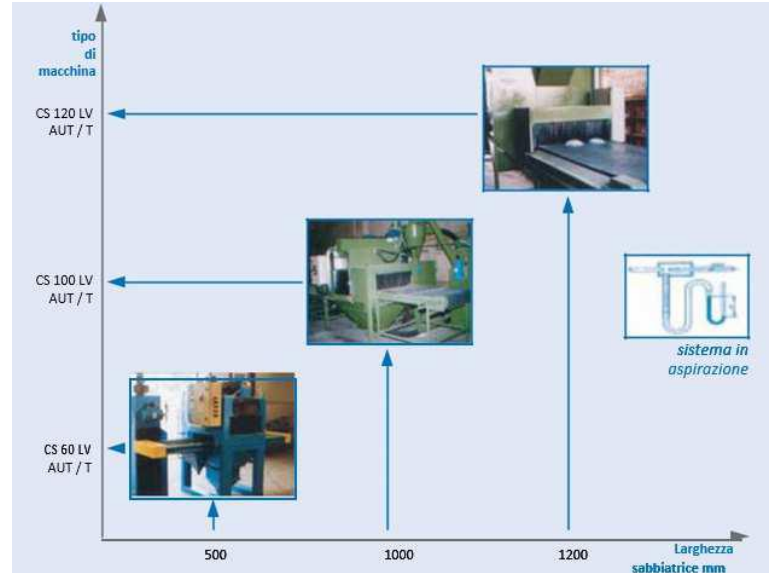 tipo
di
macchina
CS 120 LV
AUT / T
CS 100 LV
AUT / T
sistema in
aspirazione
CS 60 LV
AUT / T
500
1000
1200
Larghezza
sabbiatrice mm